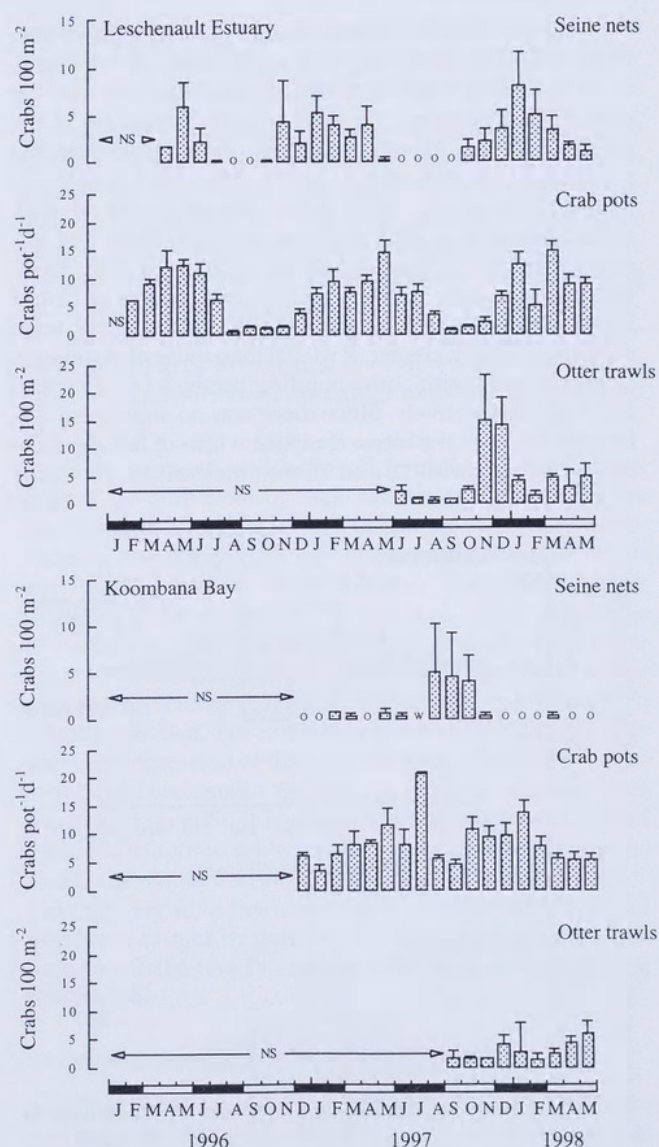 Leschenault Estuary
Seine nets
Crabs 100 m⁻²
15
10
5
0
NS
o o
o o o o
Crab pots
Crabs pot⁻¹d⁻¹
25
20
15
10
5
0
NS
Otter trawls
Crabs 100 m⁻²
25
20
15
10
5
0
NS
J F M A M J J A S O N D J F M A M J J A S O N D J F M A M
Koombana Bay
Seine nets
Crabs 100 m⁻²
15
10
5
0
NS
o o o w o o o o o
Crab pots
Crabs pot⁻¹d⁻¹
25
20
15
10
5
0
NS
Otter trawls
Crabs 100 m⁻²
25
20
15
10
5
0
NS
J F M A M J J A S O N D J F M A M J J A S O N D J F M A M
1996 1997 1998